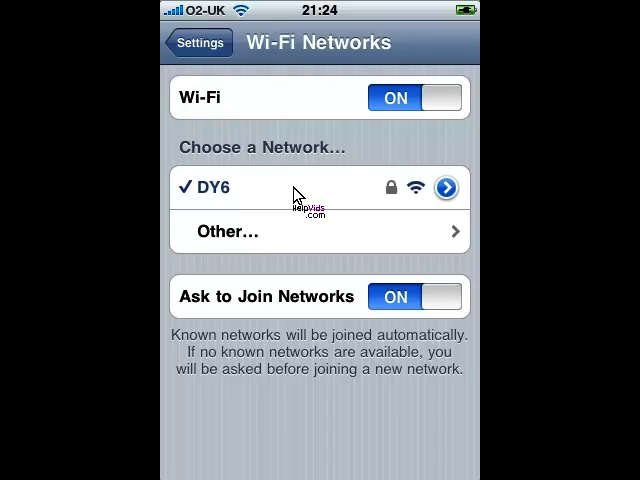 O2-UK 21:24
Settings Wi-Fi Networks
Wi-Fi ON
Choose a Network...
DY6
HelpVids
.com
Other...
Ask to Join Networks ON
Known networks will be joined automatically.
If no known networks are available, you
will be asked before joining a new network.